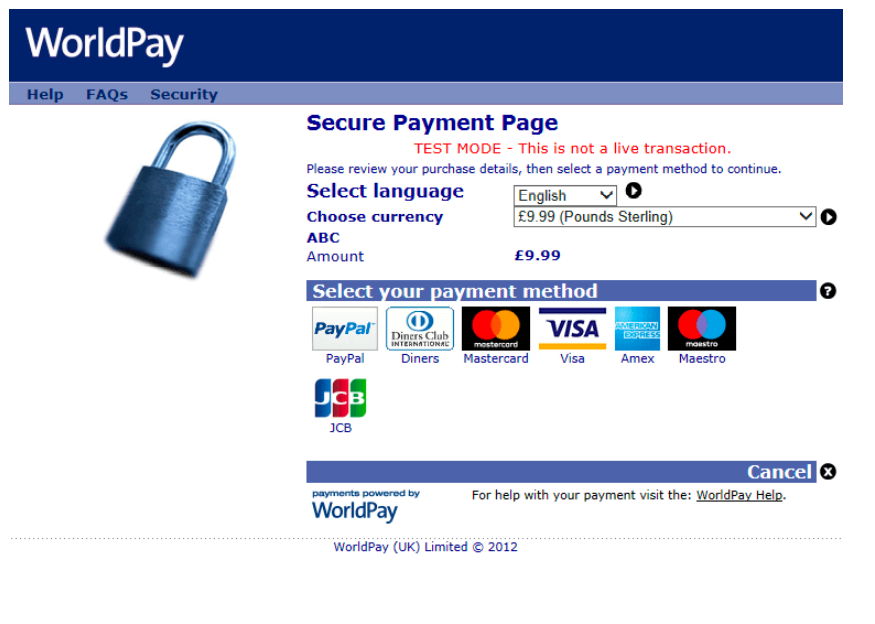 WorldPay
Help FAQs Security
Secure Payment Page
TEST MODE - This is not a live transaction.
Please review your purchase details, then select a payment method to continue.
Select language English
Choose currency £9.99 (Pounds Sterling)
ABC
Amount £9.99
Select your payment method
PayPal Diners Club INTERNATIONAL mastercard VISA AMERICAN EXPRESS maestro
PayPal Diners Mastercard Visa Amex Maestro
JCB
JCB
Cancel
payments powered by
WorldPay
For help with your payment visit the: WorldPay Help.
WorldPay (UK) Limited © 2012